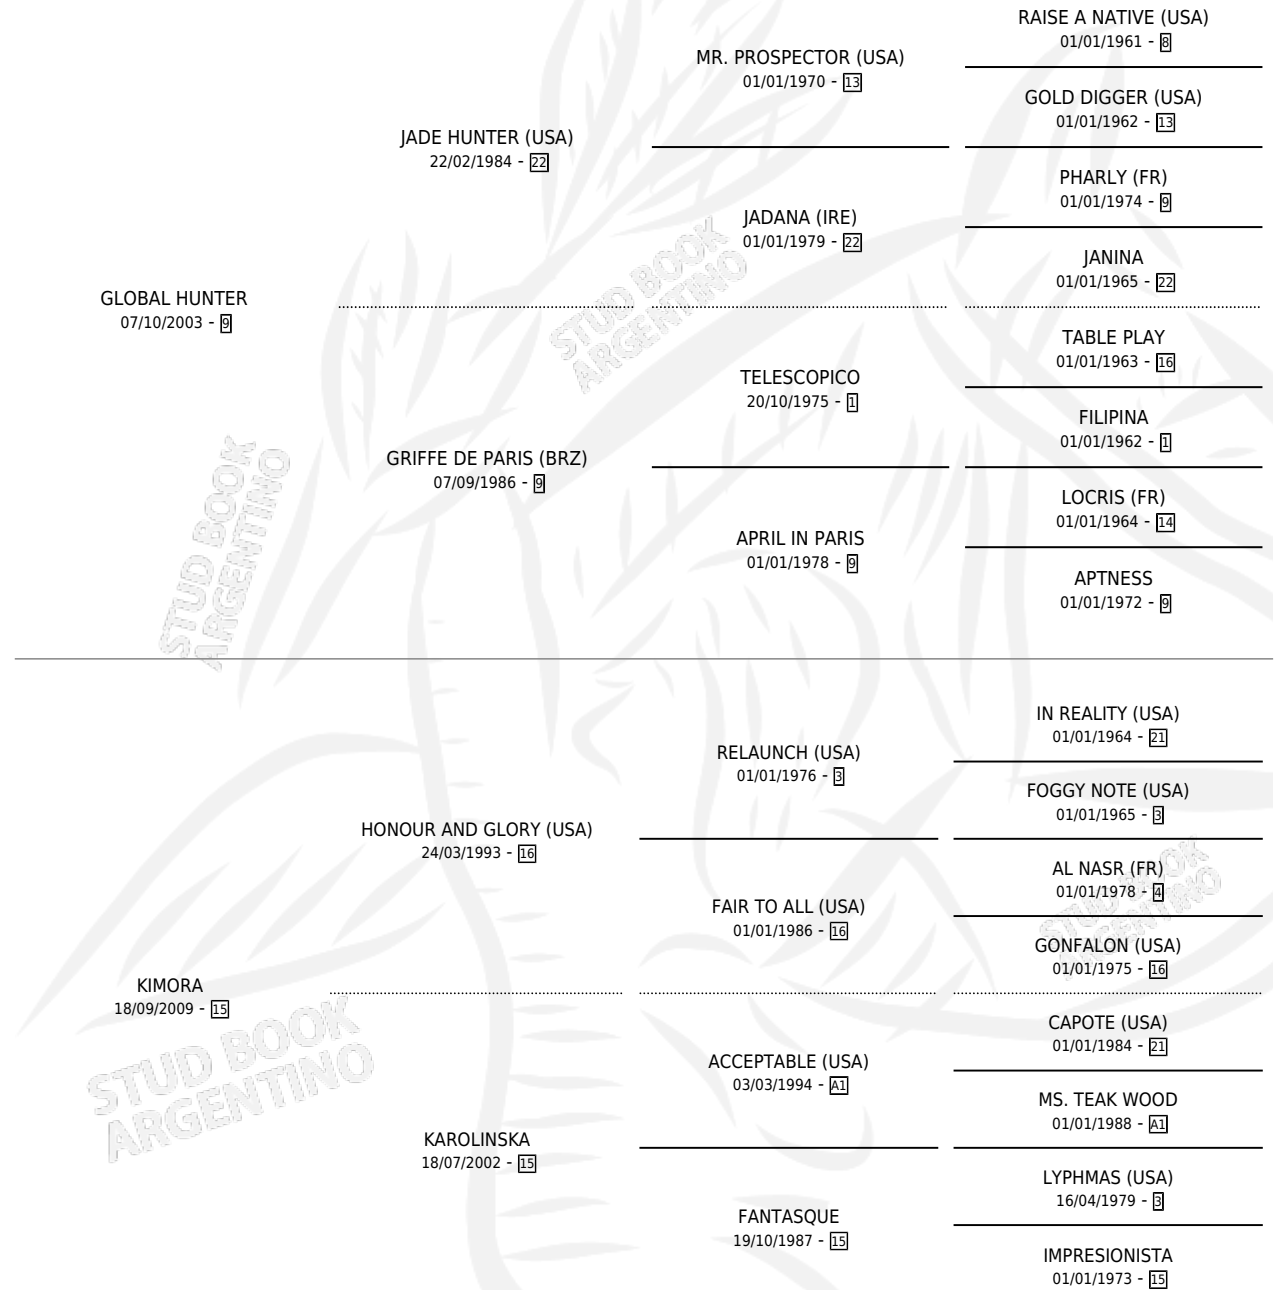 RAISE A NATIVE (USA)
01/01/1961 - 8
MR. PROSPECTOR (USA)
01/01/1970 - 13
GOLD DIGGER (USA)
01/01/1962 - 13
JADE HUNTER (USA)
22/02/1984 - 22
PHARLY (FR)
01/01/1974 - 9
JADANA (IRE)
01/01/1979 - 22
JANINA
01/01/1965 - 22
GLOBAL HUNTER
07/10/2003 - 9
STUD BOOK
ARGENTINO
TABLE PLAY
01/01/1963 - 16
TELESCOPICO
20/10/1975 - 1
FILIPINA
01/01/1962 - 1
GRIFFE DE PARIS (BRZ)
07/09/1986 - 9
LOCRIS (FR)
01/01/1964 - 14
APRIL IN PARIS
01/01/1978 - 9
APTNESS
01/01/1972 - 9
STUD BOOK
ARGENTINO
IN REALITY (USA)
01/01/1964 - 21
RELAUNCH (USA)
01/01/1976 - 3
FOGGY NOTE (USA)
01/01/1965 - 3
HONOUR AND GLORY (USA)
24/03/1993 - 16
AL NASR (FR)
01/01/1978 - 4
FAIR TO ALL (USA)
01/01/1986 - 16
GONFALON (USA)
01/01/1975 - 16
STUD BOOK
ARGENTINO
KIMORA
18/09/2009 - 15
CAPOTE (USA)
01/01/1984 - 21
ACCEPTABLE (USA)
03/03/1994 - A1
MS. TEAK WOOD
01/01/1988 - A1
KAROLINSKA
18/07/2002 - 15
LYPHMAS (USA)
16/04/1979 - 3
FANTASQUE
19/10/1987 - 15
IMPRESIONISTA
01/01/1973 - 15
STUD BOOK
ARGENTINO